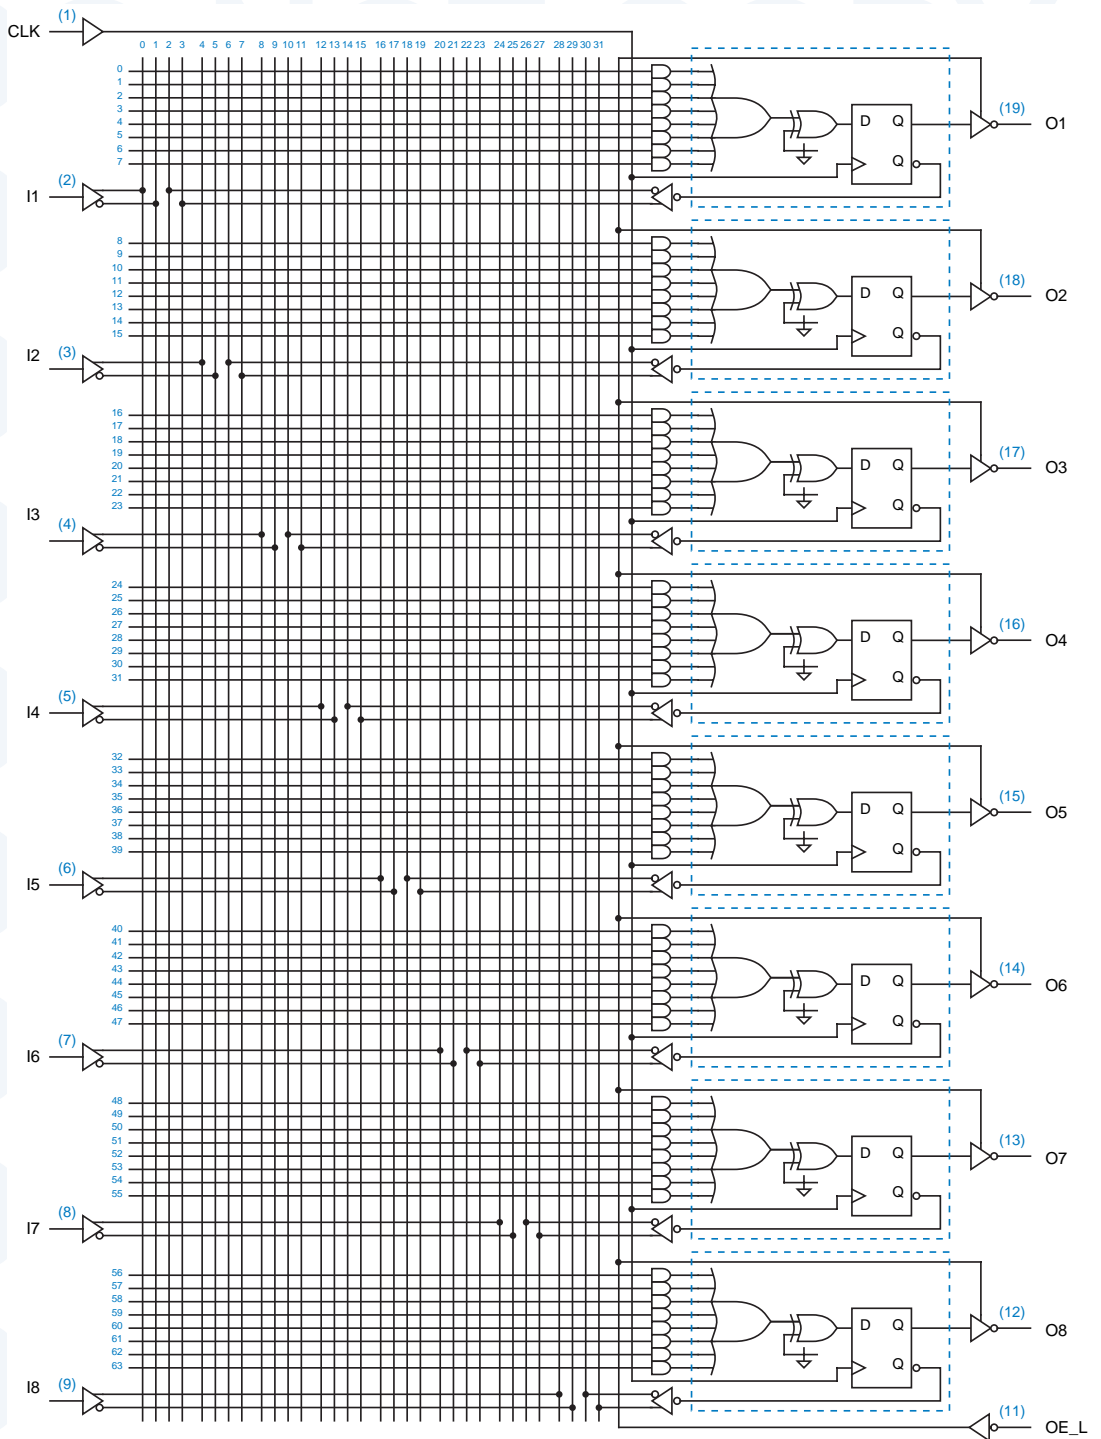 CLK (1)
0 1 2 3 4 5 6 7 8 9 10 11 12 13 14 15 16 17 18 19 20 21 22 23 24 25 26 27 28 29 30 31
0
1
2
3
4
5
6
7
D Q
Q
(19) O1
I1 (2)
8
9
10
11
12
13
14
15
D Q
Q
(18) O2
I2 (3)
16
17
18
19
20
21
22
23
D Q
Q
(17) O3
I3 (4)
24
25
26
27
28
29
30
31
D Q
Q
(16) O4
I4 (5)
32
33
34
35
36
37
38
39
D Q
Q
(15) O5
I5 (6)
40
41
42
43
44
45
46
47
D Q
Q
(14) O6
I6 (7)
48
49
50
51
52
53
54
55
D Q
Q
(13) O7
I7 (8)
56
57
58
59
60
61
62
63
D Q
Q
(12) O8
I8 (9)
(11) OE_L